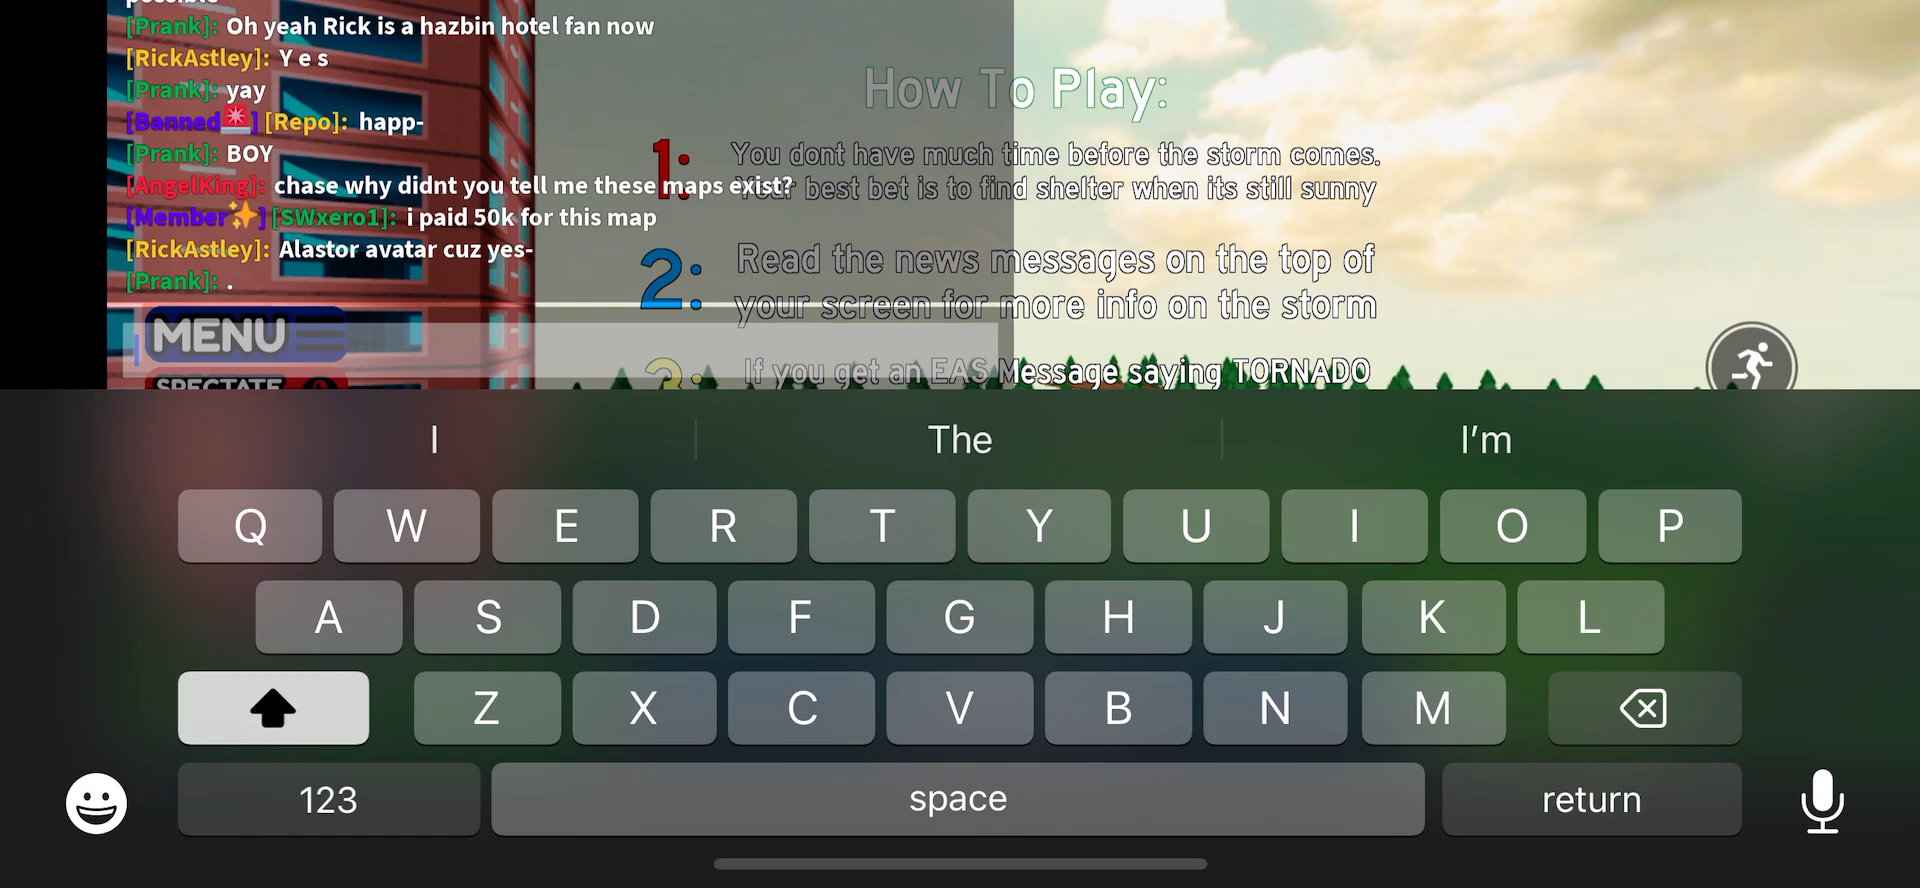 possible
[Prank]: Oh yeah Rick is a hazbin hotel fan now
[RickAstley]: Y e s
[Prank]: yay
[Banned🚨] [Repo]: happ-
[Prank]: BOY
[AngelKing]: chase why didnt you tell me these maps exist?
[Member✨] [SWxero1]: i paid 50k for this map
[RickAstley]: Alastor avatar cuz yes-
[Prank]: .
MENU
SPECTATE
How To Play:
1: You dont have much time before the storm comes.
Your best bet is to find shelter when its still sunny
2: Read the news messages on the top of
your screen for more info on the storm
3: If you get an EAS Message saying TORNADO
I The I’m
Q W E R T Y U I O P
A S D F G H J K L
Z X C V B N M
123 space return